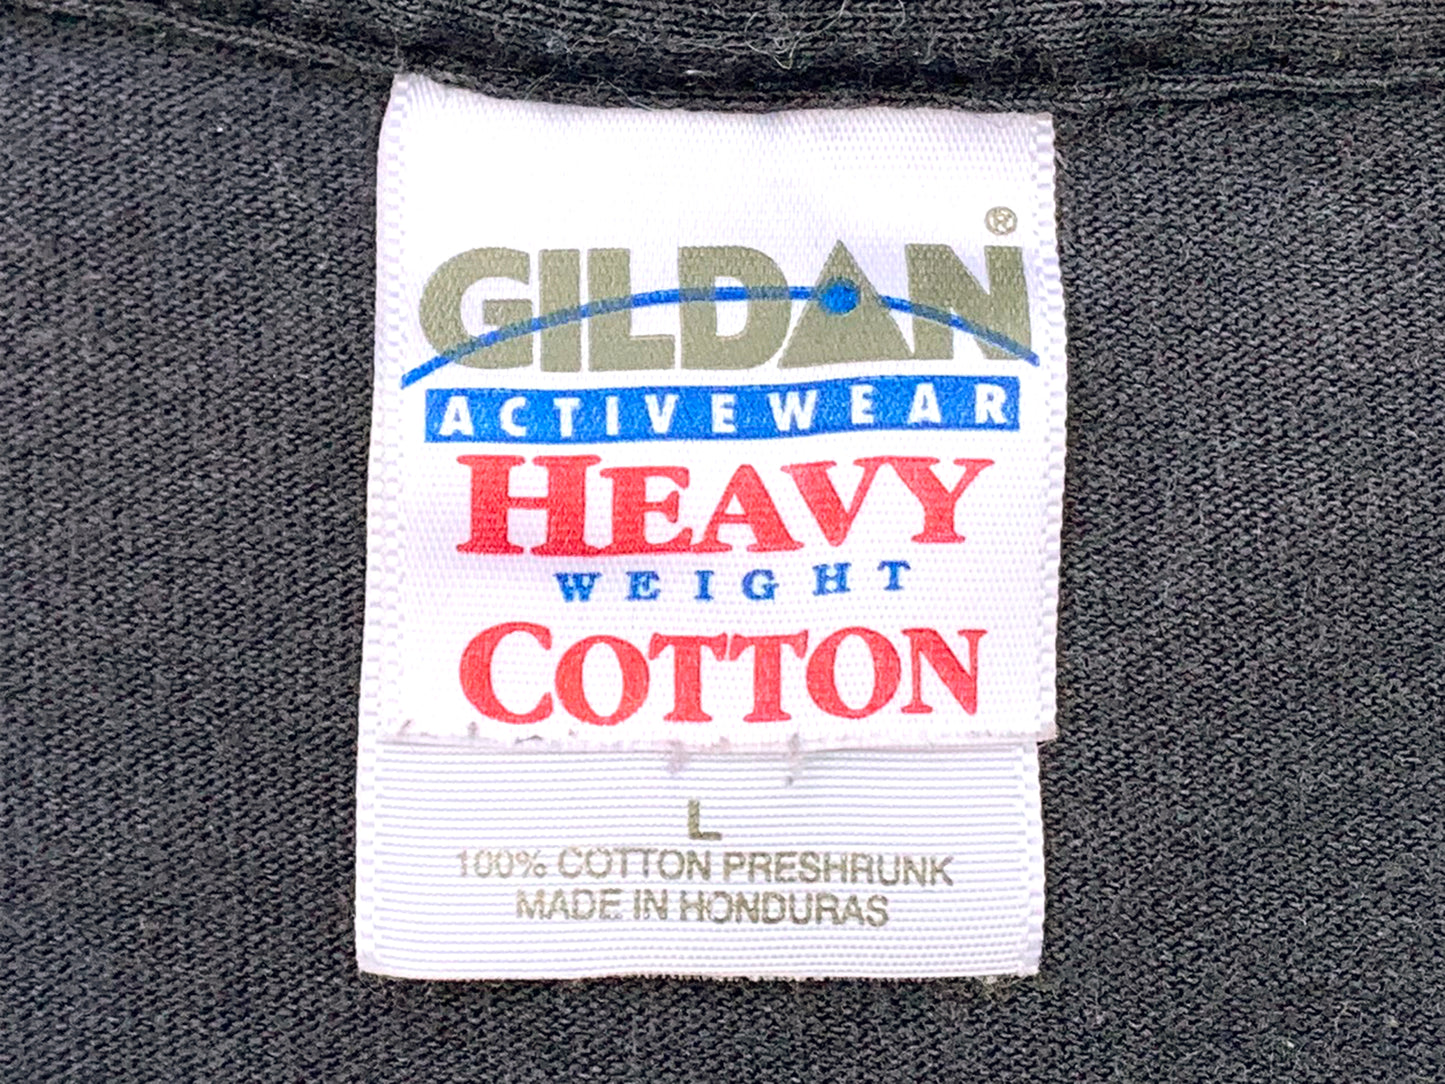 GILDAN®
ACTIVEWEAR
HEAVY
WEIGHT
COTTON
L
100% COTTON PRESHRUNK
MADE IN HONDURAS